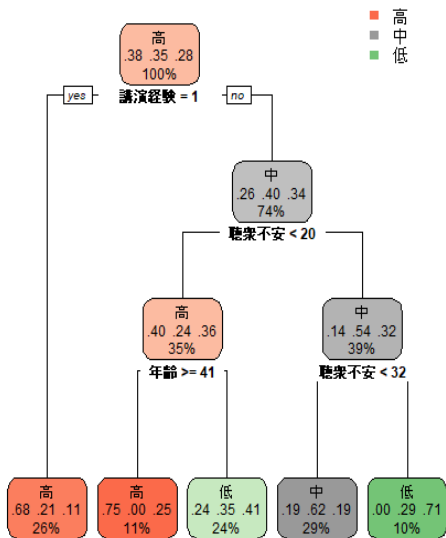 高
中
低
高
.38 .35 .28
100%
yes 講演経験 = 1 no
中
.26 .40 .34
74%
聴衆不安 < 20
高
.40 .24 .36
35%
年齢 >= 41
中
.14 .54 .32
39%
聴衆不安 < 32
高
.68 .21 .11
26%
高
.75 .00 .25
11%
低
.24 .35 .41
24%
中
.19 .62 .19
29%
低
.00 .29 .71
10%